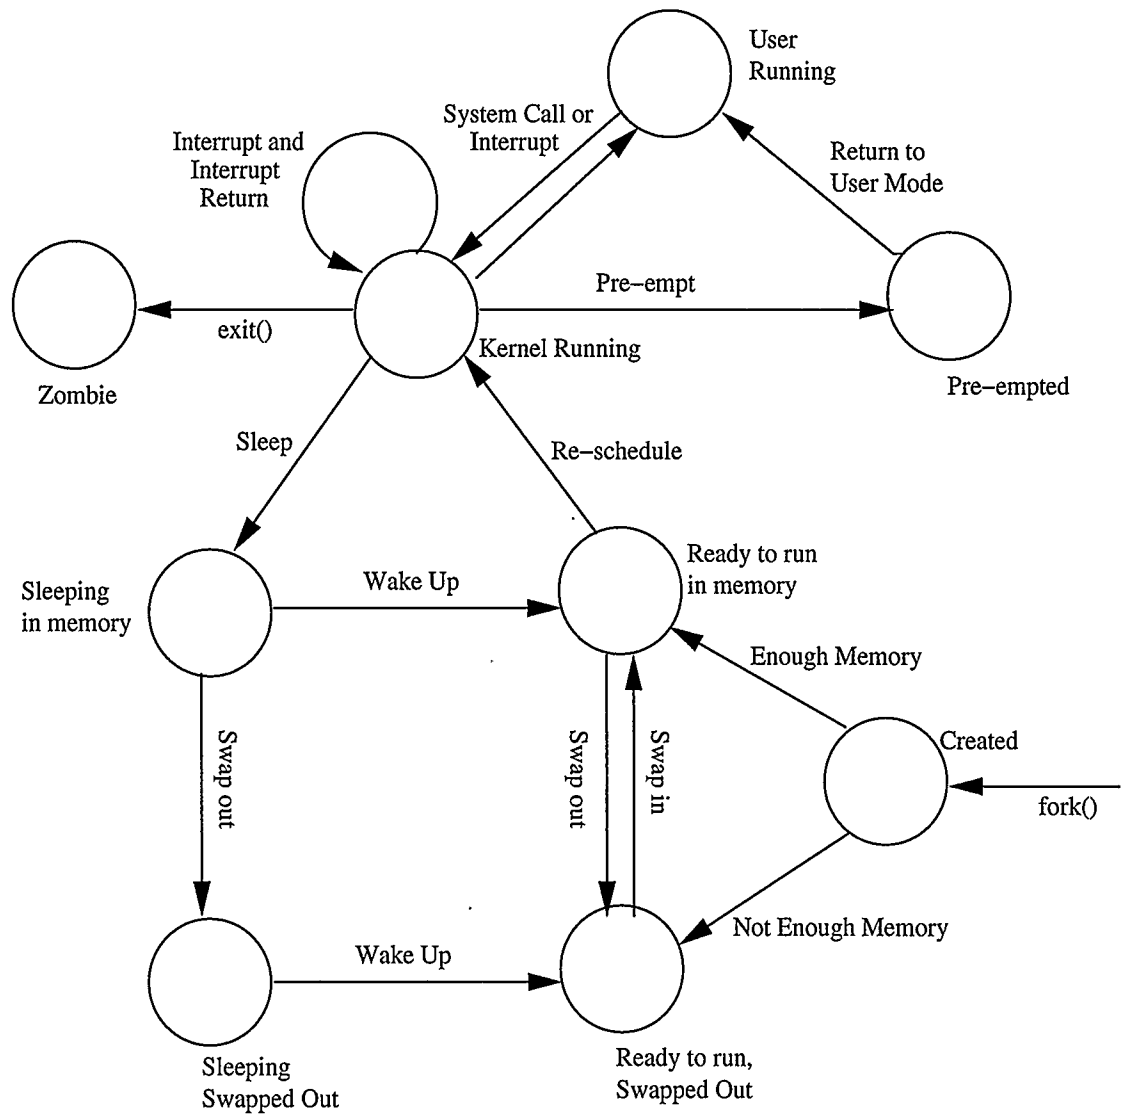 User
Running
System Call or
Interrupt
Interrupt and
Interrupt
Return
Return to
User Mode
Pre-empt
exit()
Kernel Running
Zombie
Pre-empted
Sleep
Re-schedule
Ready to run
in memory
Sleeping
in memory
Wake Up
Enough Memory
Swap out
Swap out
Swap in
Created
fork()
Not Enough Memory
Wake Up
Sleeping
Swapped Out
Ready to run,
Swapped Out